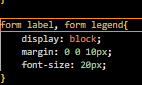 form label, form legend{
display: block;
margin: 0 0 10px;
font-size: 20px;
}